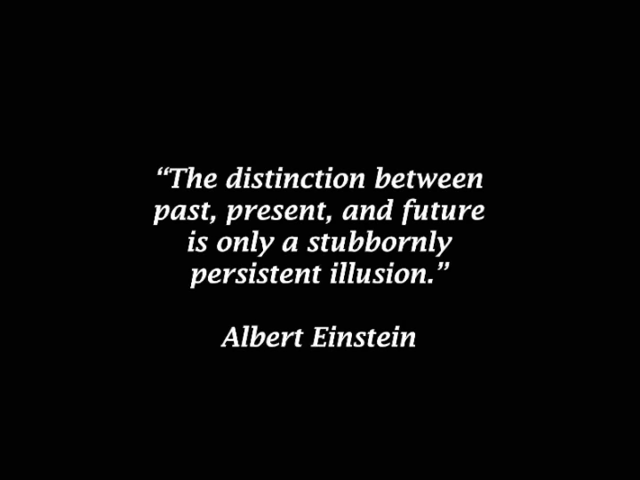 “The distinction between
past, present, and future
is only a stubbornly
persistent illusion.”
Albert Einstein